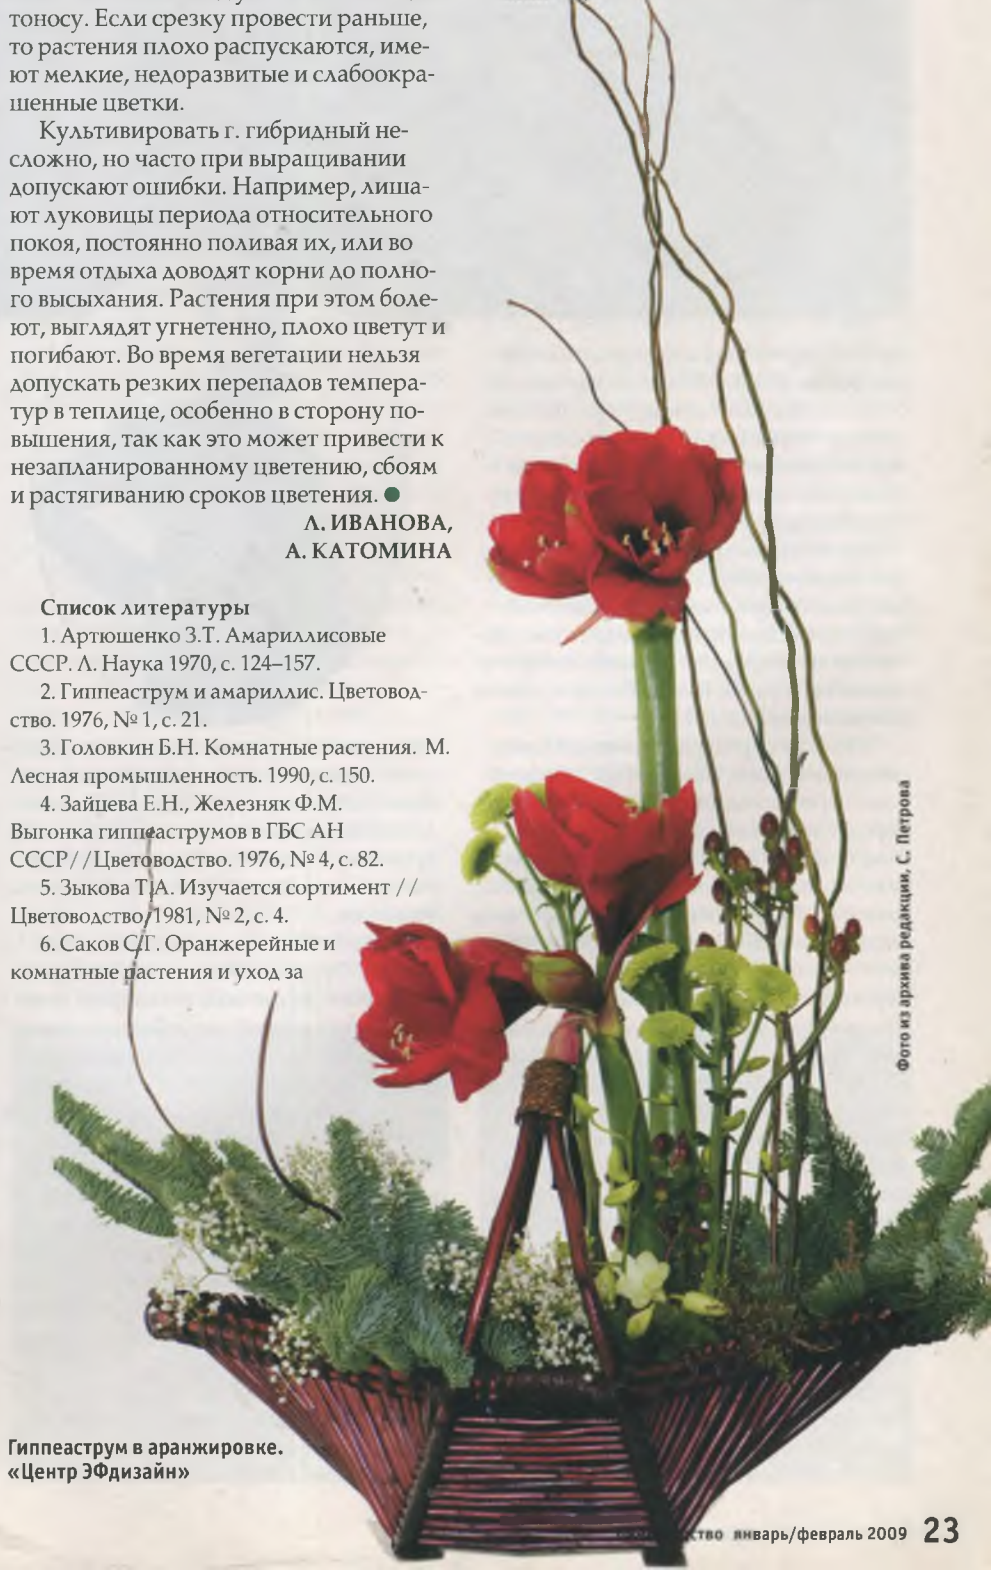 тоносу. Если срезку провести раньше,
то растения плохо распускаются, име-
ют мелкие, недоразвитые и слабоокра-
шенные цветки.
Культивировать г. гибридный не-
сложно, но часто при выращивании
допускают ошибки. Например, лиша-
ют луковицы периода относительного
покоя, постоянно поливая их, или во
время отдыха доводят корни до полно-
го высыхания. Растения при этом боле-
ют, выглядят угнетенно, плохо цветут и
погибают. Во время вегетации нельзя
допускать резких перепадов темпера-
тур в теплице, особенно в сторону по-
вышения, так как это может привести к
незапланированному цветению, сбоям
и растягиванию сроков цветения. ●
Л. ИВАНОВА,
А. КАТОМИНА
Список литературы
1. Артюшенко З.Т. Амариллисовые
СССР. Л. Наука 1970, с. 124–157.
2. Гиппеаструм и амариллис. Цветовод-
ство. 1976, № 1, с. 21.
3. Головкин Б.Н. Комнатные растения. М.
Лесная промышленность. 1990, с. 150.
4. Зайцева Е.Н., Железняк Ф.М.
Выгонка гиппеаструмов в ГБС АН
СССР//Цветоводство. 1976, № 4, с. 82.
5. Зыкова Т.А. Изучается сортимент //
Цветоводство, 1981, № 2, с. 4.
6. Саков С.Г. Оранжерейные и
комнатные растения и уход за
Фото из архива редакции, С. Петрова
Гиппеаструм в аранжировке.
«Центр ЭФдизайн»
январь/февраль 2009 23